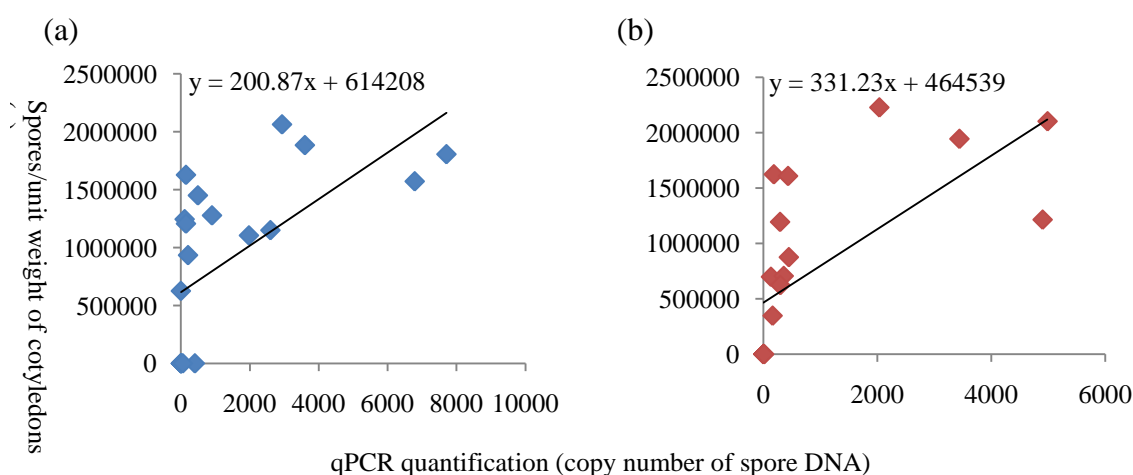 (a)
(b)
y = 200.87x + 614208
y = 331.23x + 464539
2500000
2000000
1500000
1000000
500000
0
0 2000 4000 6000 8000 10000
2500000
2000000
1500000
1000000
500000
0
0 2000 4000 6000
Spores/unit weight of cotyledons
qPCR quantification (copy number of spore DNA)